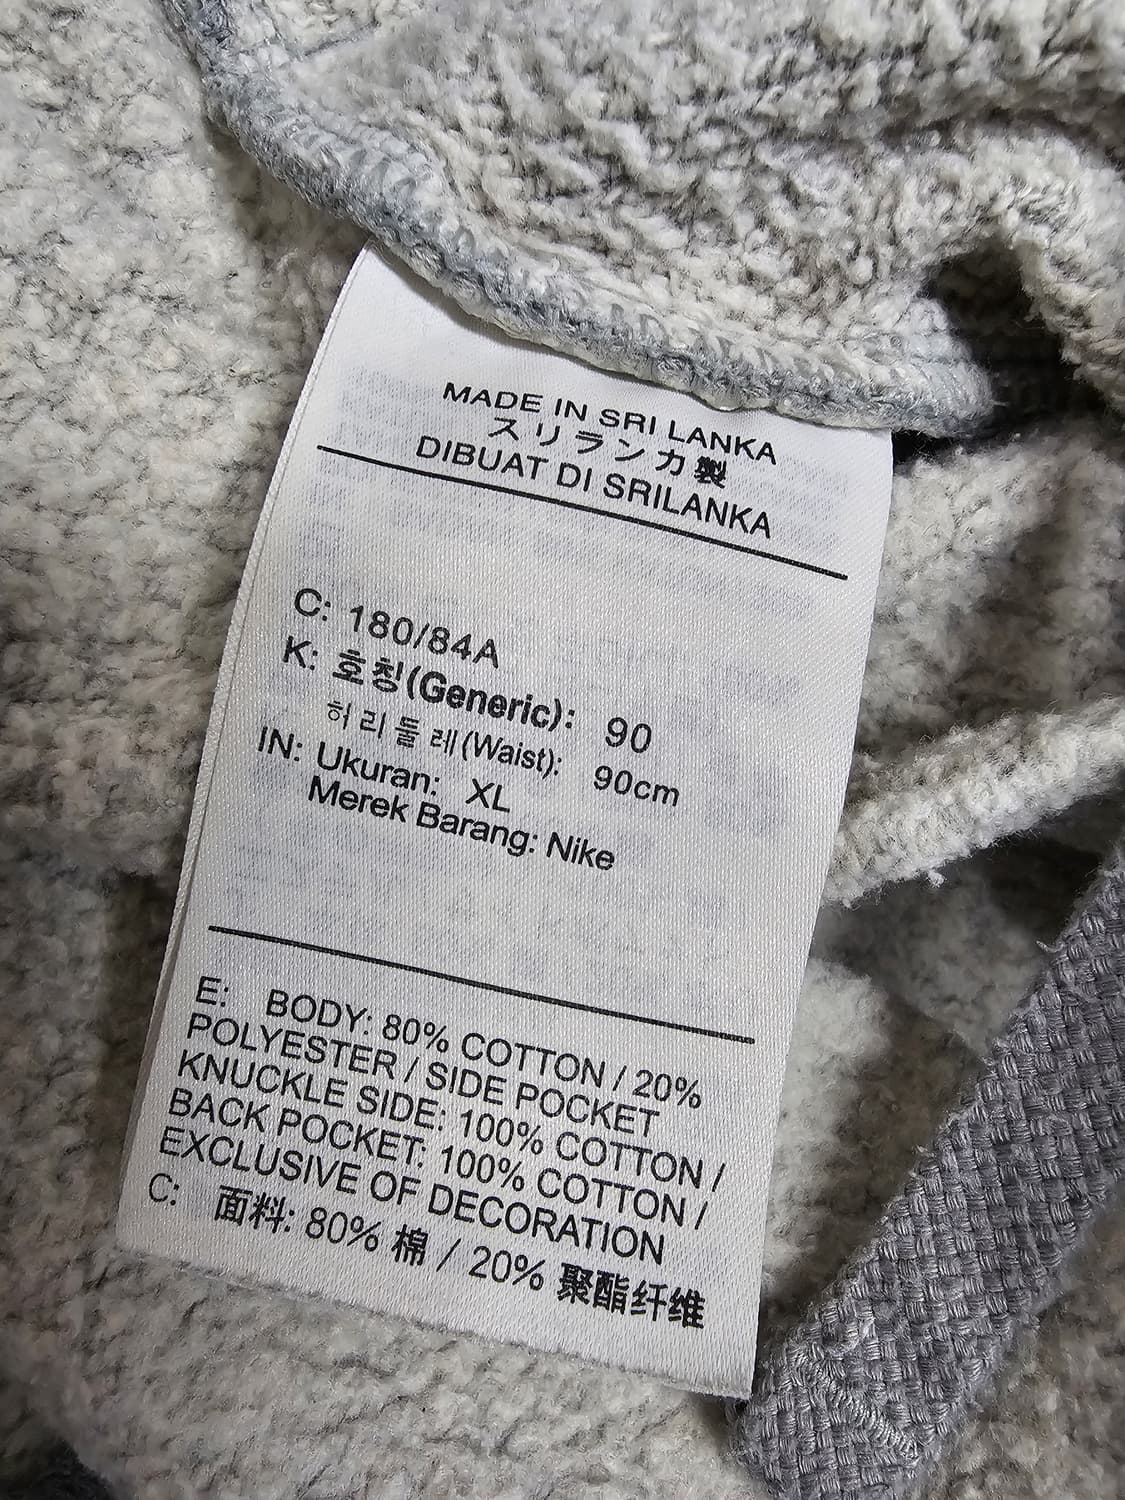 MADE IN SRI LANKA
スリランカ製
DIBUAT DI SRILANKA
C: 180/84A
K: 호칭(Generic): 90
허리둘레(Waist): 90cm
IN: Ukuran: XL
Merek Barang: Nike
E: BODY: 80% COTTON / 20%
POLYESTER / SIDE POCKET
KNUCKLE SIDE: 100% COTTON /
BACK POCKET: 100% COTTON /
EXCLUSIVE OF DECORATION
C: 面料: 80% 棉 / 20% 聚酯纤维